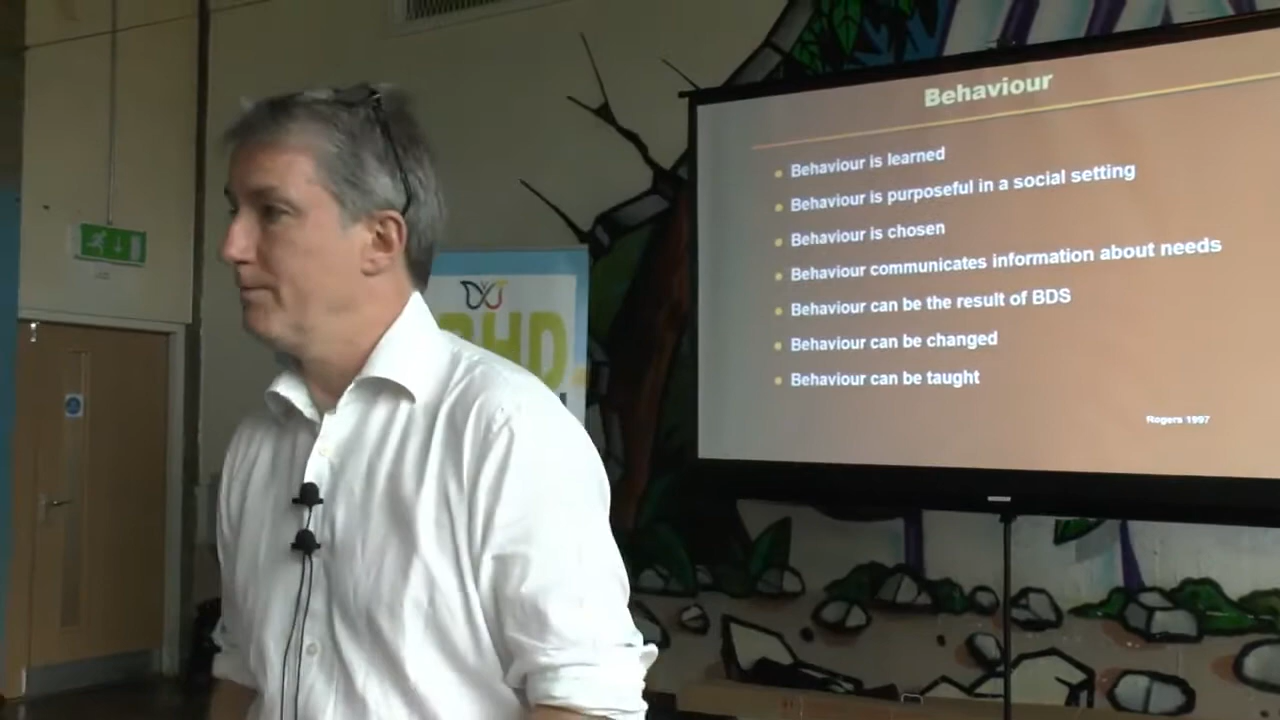 Behaviour
Behaviour is learned
Behaviour is purposeful in a social setting
Behaviour is chosen
Behaviour communicates information about needs
Behaviour can be the result of BDS
Behaviour can be changed
Behaviour can be taught
Rogers 1997